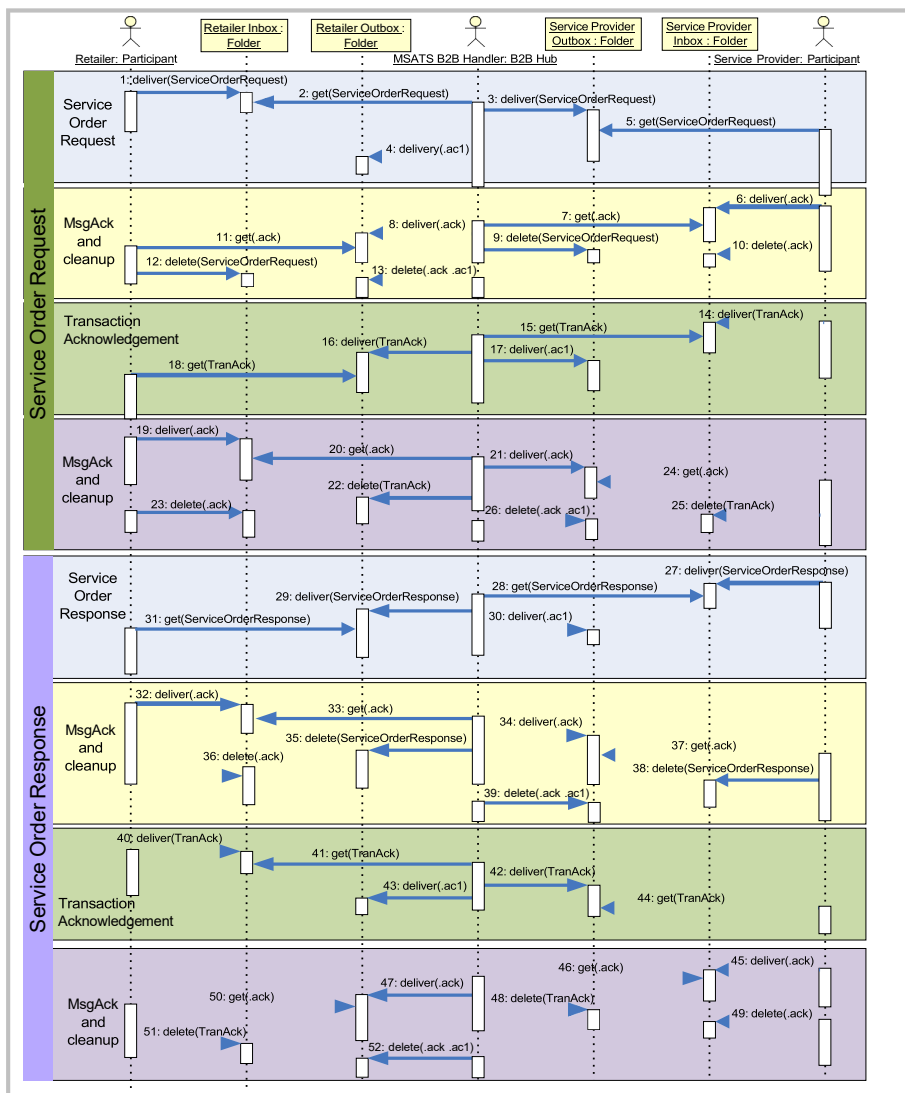 Retailer Inbox :
Folder
Retailer Outbox :
Folder
Service Provider
Outbox : Folder
Service Provider
Inbox : Folder
Retailer: Participant
MSATS B2B Handler: B2B Hub
Service Provider: Participant
Service Order Request
Service
Order
Request
1: deliver(ServiceOrderRequest)
2: get(ServiceOrderRequest)
3: deliver(ServiceOrderRequest)
5: get(ServiceOrderRequest)
4: delivery(.ac1)
MsgAck
and
cleanup
6: deliver(.ack)
7: get(.ack)
8: deliver(.ack)
11: get(.ack)
9: delete(ServiceOrderRequest)
10: delete(.ack)
12: delete(ServiceOrderRequest)
13: delete(.ack .ac1)
Transaction
Acknowledgement
14: deliver(TranAck)
15: get(TranAck)
16: deliver(TranAck)
17: deliver(.ac1)
18: get(TranAck)
MsgAck
and
cleanup
19: deliver(.ack)
20: get(.ack)
21: deliver(.ack)
24: get(.ack)
22: delete(TranAck)
23: delete(.ack)
25: delete(TranAck)
26: delete(.ack .ac1)
Service Order Response
Service
Order
Response
27: deliver(ServiceOrderResponse)
28: get(ServiceOrderResponse)
29: deliver(ServiceOrderResponse)
30: deliver(.ac1)
31: get(ServiceOrderResponse)
MsgAck
and
cleanup
32: deliver(.ack)
33: get(.ack)
34: deliver(.ack)
35: delete(ServiceOrderResponse)
37: get(.ack)
36: delete(.ack)
38: delete(ServiceOrderResponse)
39: delete(.ack .ac1)
Transaction
Acknowledgement
40: deliver(TranAck)
41: get(TranAck)
42: deliver(TranAck)
43: deliver(.ac1)
44: get(TranAck)
MsgAck
and
cleanup
45: deliver(.ack)
46: get(.ack)
47: deliver(.ack)
50: get(.ack)
48: delete(TranAck)
49: delete(.ack)
51: delete(TranAck)
52: delete(.ack .ac1)